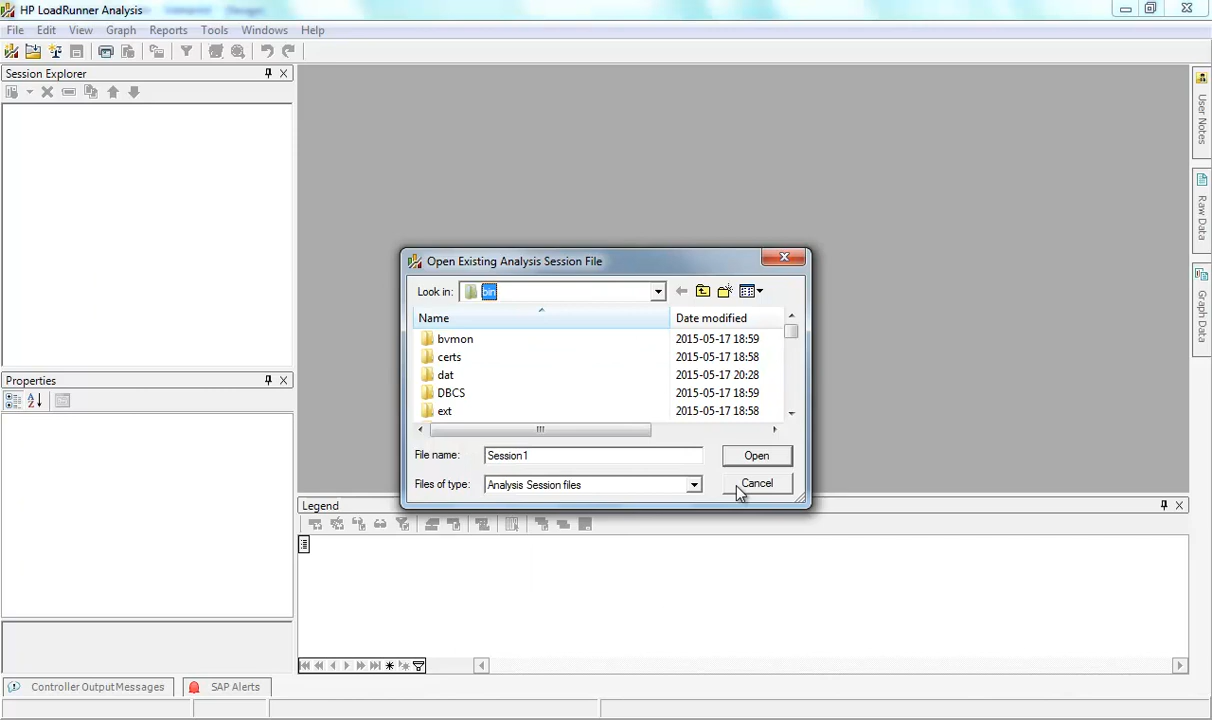 HP LoadRunner Analysis
File Edit View Graph Reports Tools Windows Help
Session Explorer
User Notes
Raw Data
Graph Data
Open Existing Analysis Session File
Look in: bin
Name Date modified
bvmon 2015-05-17 18:59
certs 2015-05-17 18:58
dat 2015-05-17 20:28
DBCS 2015-05-17 18:59
ext 2015-05-17 18:58
File name: Session1 Open
Files of type: Analysis Session files Cancel
Properties
Legend
Controller Output Messages SAP Alerts